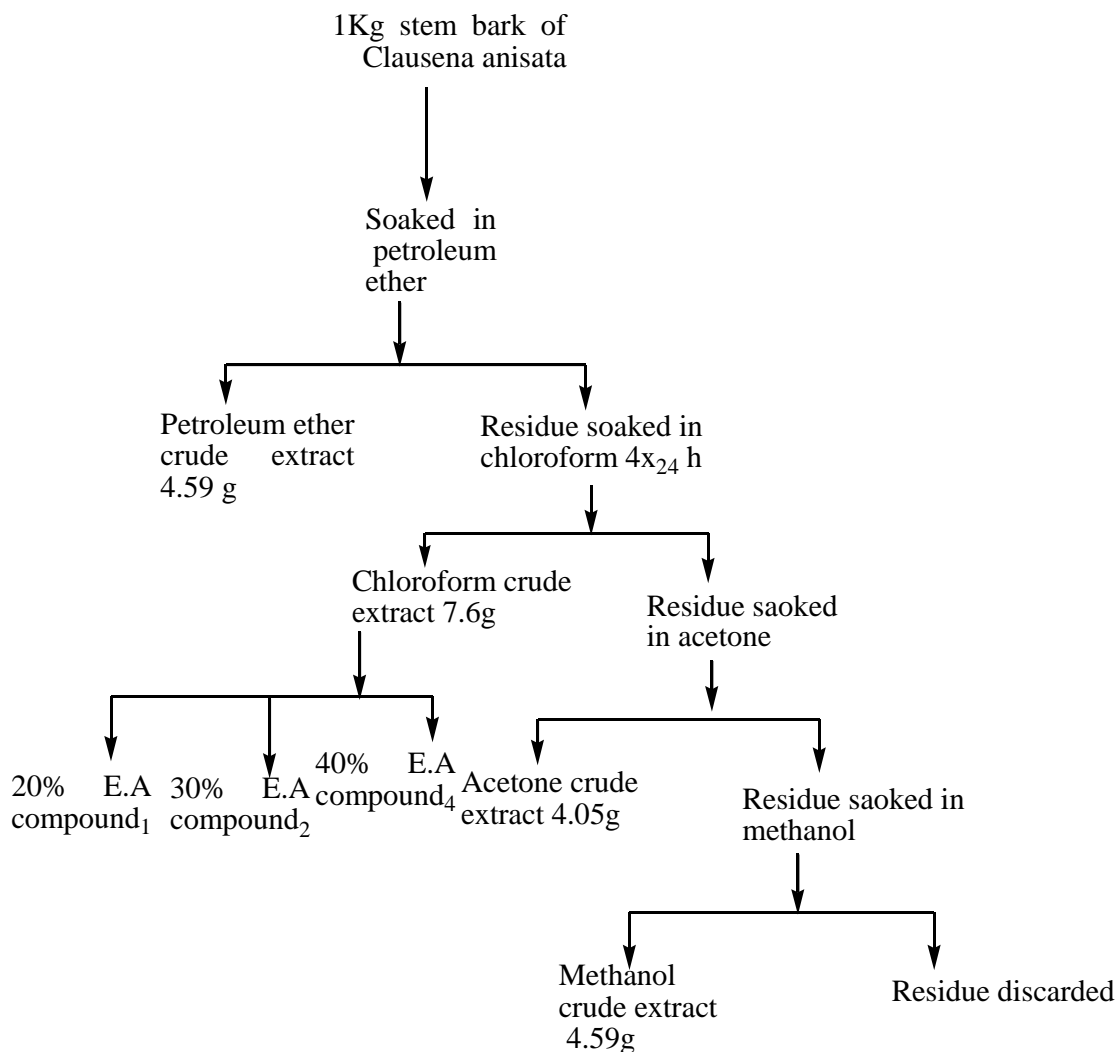 1Kg stem bark of
Clausena anisata
Soaked in
petroleum
ether
Petroleum ether
crude extract
4.59 g
Residue soaked in
chloroform 4x24 h
Chloroform crude
extract 7.6g
Residue saoked
in acetone
20% E.A
compound1
30% E.A
compound2
40% E.A
compound4
Acetone crude
extract 4.05g
Residue saoked in
methanol
Methanol
crude extract
4.59g
Residue discarded